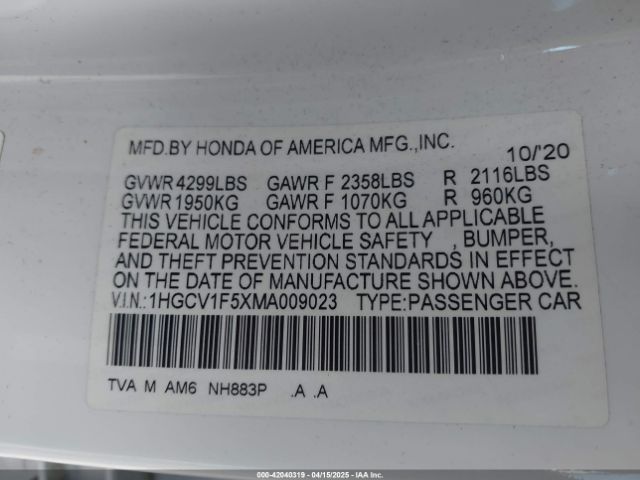 MFD.BY HONDA OF AMERICA MFG.,INC. 10/'20
GVWR 4299LBS GAWR F 2358LBS R 2116LBS
GVWR 1950KG GAWR F 1070KG R 960KG
THIS VEHICLE CONFORMS TO ALL APPLICABLE
FEDERAL MOTOR VEHICLE SAFETY , BUMPER,
AND THEFT PREVENTION STANDARDS IN EFFECT
ON THE DATE OF MANUFACTURE SHOWN ABOVE.
V.I.N.:1HGCV1F5XMA009023 TYPE:PASSENGER CAR
TVA M AM6 NH883P .A .A
000-42040319 - 04/15/2025 - IAA Holdings, LLC.